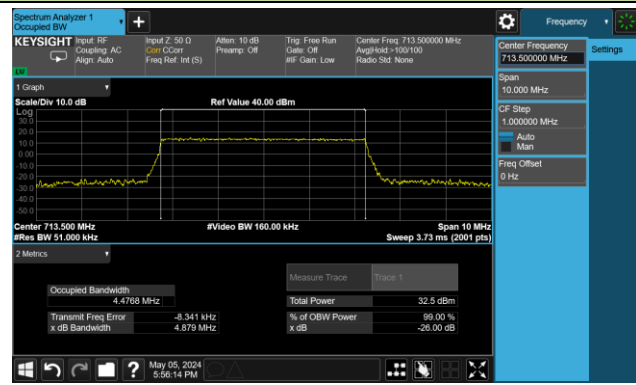 Spectrum Analyzer 1
Occupied BW
Frequency
KEYSIGHT
Input: RF
Coupling: AC
Align: Auto
Input Z: 50 Ω
Corr CCorr
Freq Ref: Int (S)
Atten: 10 dB
Preamp: Off
Trig: Free Run
Gate: Off
#IF Gain: Low
Center Freq: 713.500000 MHz
Avg|Hold:>100/100
Radio Std: None
Center Frequency
713.500000 MHz
Settings
Span
10.000 MHz
CF Step
1.000000 MHz
Auto
Man
Freq Offset
0 Hz
1 Graph
Scale/Div 10.0 dB
Ref Value 40.00 dBm
Log
30.0
20.0
10.0
0.00
-10.0
-20.0
-30.0
-40.0
-50.0
Center 713.500 MHz
#Video BW 160.00 kHz
Span 10 MHz
#Res BW 51.000 kHz
Sweep 3.73 ms (2001 pts)
2 Metrics
Measure Trace
Trace 1
Occupied Bandwidth
4.4768 MHz
Total Power
32.5 dBm
Transmit Freq Error
-8.341 kHz
% of OBW Power
99.00 %
x dB Bandwidth
4.879 MHz
x dB
-26.00 dB
?
May 05, 2024
5:56:14 PM